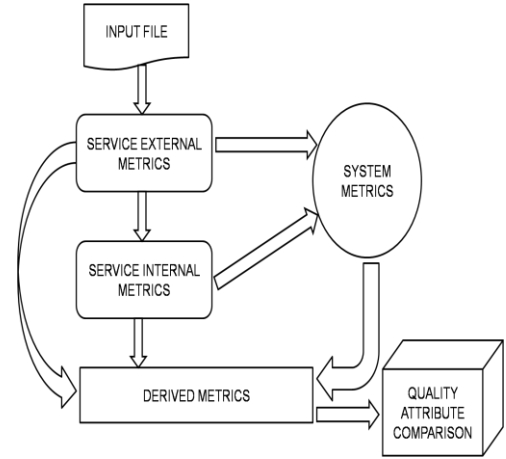 INPUT FILE
SERVICE EXTERNAL
METRICS
SYSTEM
METRICS
SERVICE INTERNAL
METRICS
DERIVED METRICS
QUALITY
ATTRIBUTE
COMPARISON